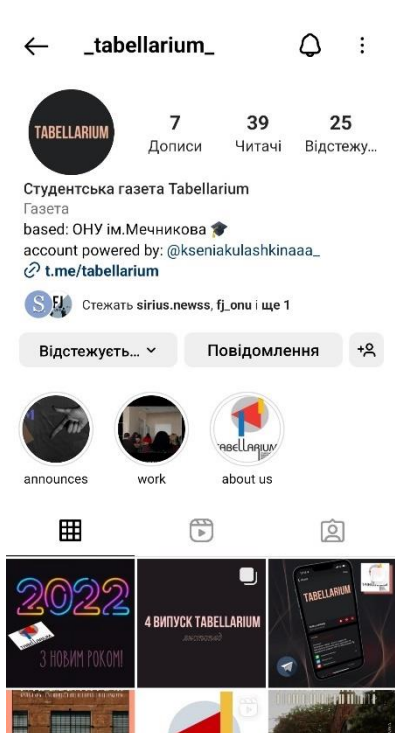 _tabellarium_
TABELLARIUM
7 39 25
Дописи Читачі Відстежу...
Студентська газета Tabellarium
Газета
based: ОНУ ім.Мечникова
account powered by: @kseniakulashkinaaa_
t.me/tabellarium
S FJ Стежать sirius.newss, fj_onu і ще 1
Відстежуєть... Повідомлення
TABELLARIUM
announces work about us
2022
З НОВИМ РОКОМ!
4 ВИПУСК TABELLARIUM
TABELLARIUM